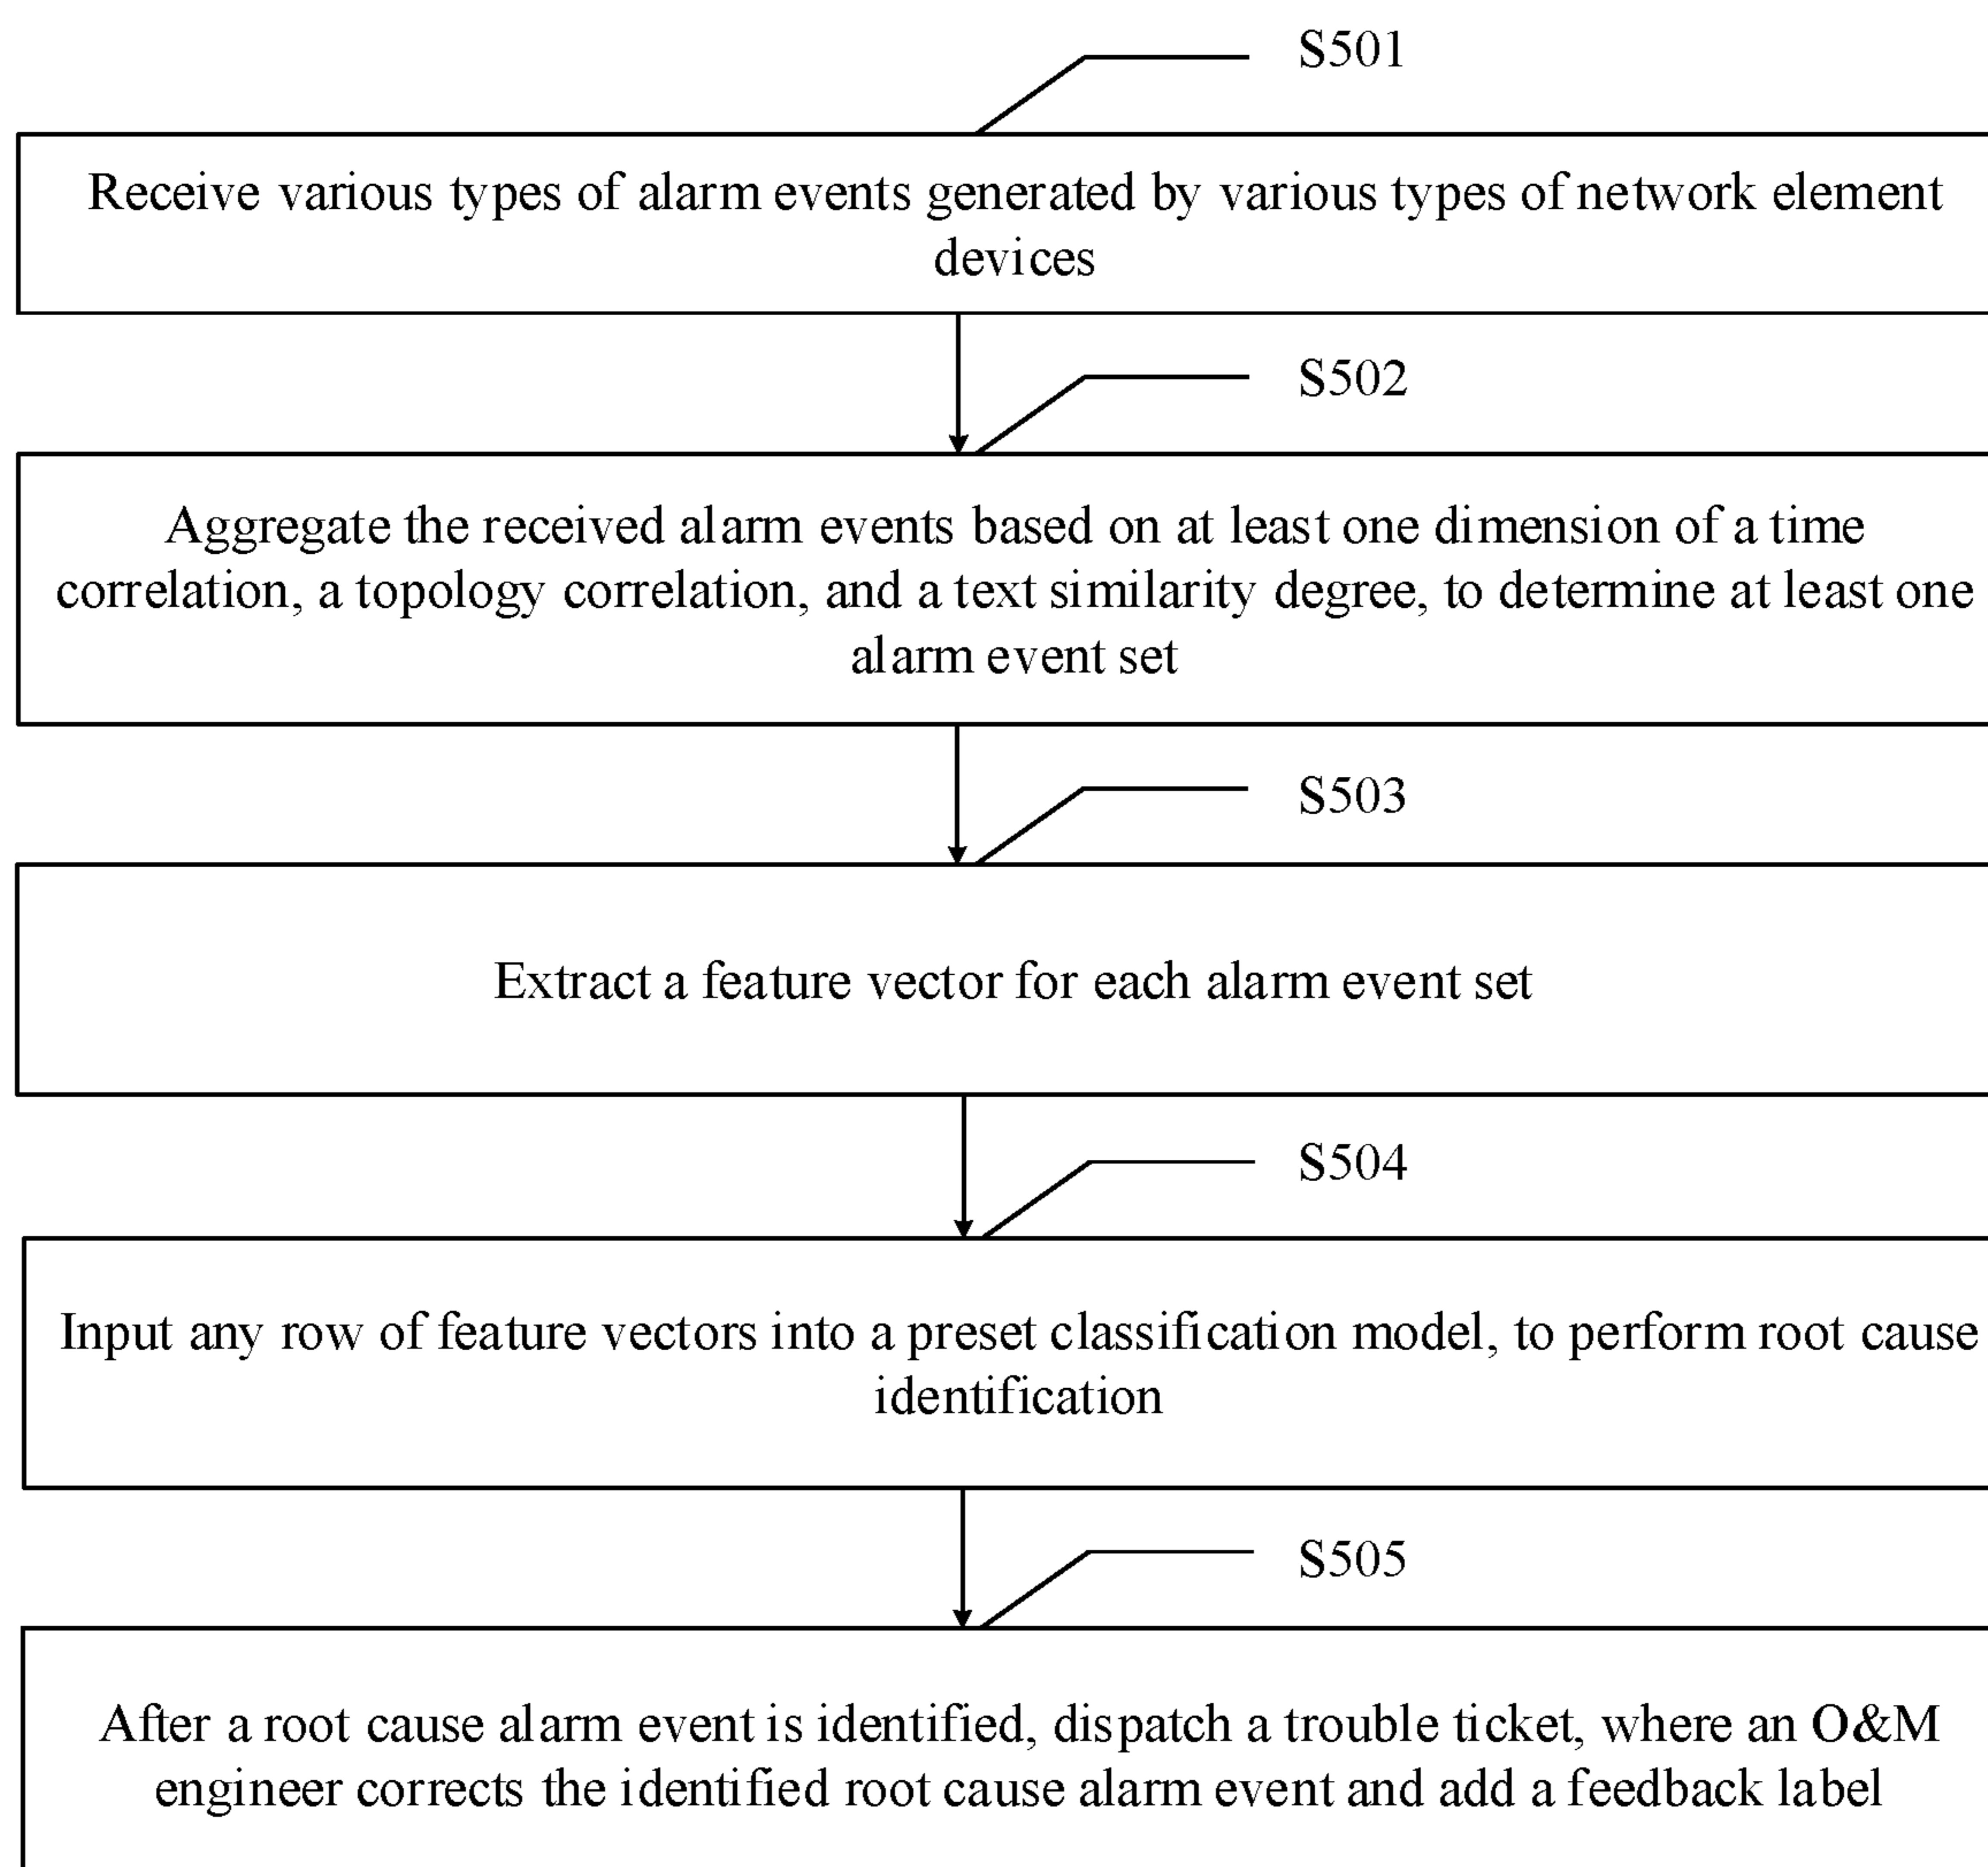 S501
Receive various types of alarm events generated by various types of network element
devices
S502
Aggregate the received alarm events based on at least one dimension of a time
correlation, a topology correlation, and a text similarity degree, to determine at least one
alarm event set
S503
Extract a feature vector for each alarm event set
S504
Input any row of feature vectors into a preset classification model, to perform root cause
identification
S505
After a root cause alarm event is identified, dispatch a trouble ticket, where an O&M
engineer corrects the identified root cause alarm event and add a feedback label